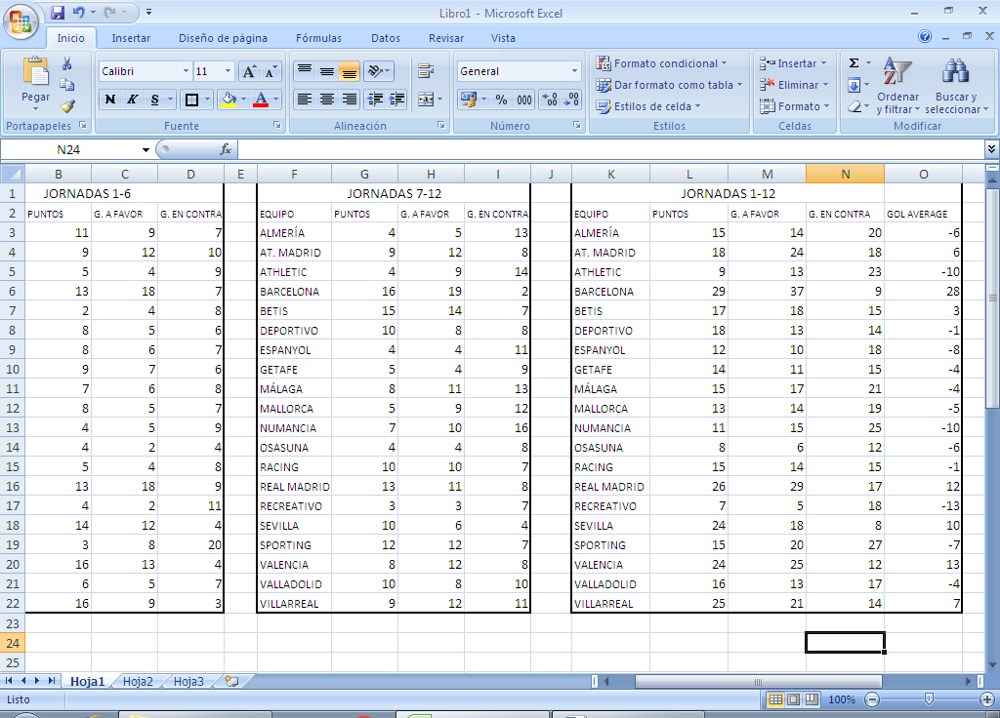 Libro1 - Microsoft Excel
Inicio Insertar Diseño de página Fórmulas Datos Revisar Vista
Pegar
Portapapeles
Calibri 11
N K S
Fuente
Alineación
General
% 000
Número
Formato condicional
Dar formato como tabla
Estilos de celda
Estilos
Insertar
Eliminar
Formato
Celdas
Σ
Ordenar y filtrar
Buscar y seleccionar
Modificar
N24 fx
B C D E F G H I J K L M N O
1 JORNADAS 1-6 JORNADAS 7-12 JORNADAS 1-12
2 PUNTOS G. A FAVOR G. EN CONTRA EQUIPO PUNTOS G. A FAVOR G. EN CONTRA EQUIPO PUNTOS G. A FAVOR G. EN CONTRA GOL AVERAGE
3 11 9 7 ALMERÍA 4 5 13 ALMERÍA 15 14 20 -6
4 9 12 10 AT. MADRID 9 12 8 AT. MADRID 18 24 18 6
5 5 4 9 ATHLETIC 4 9 14 ATHLETIC 9 13 23 -10
6 13 18 7 BARCELONA 16 19 2 BARCELONA 29 37 9 28
7 2 4 8 BETIS 15 14 7 BETIS 17 18 15 3
8 8 5 6 DEPORTIVO 10 8 8 DEPORTIVO 18 13 14 -1
9 8 6 7 ESPANYOL 4 4 11 ESPANYOL 12 10 18 -8
10 9 7 6 GETAFE 5 4 9 GETAFE 14 11 15 -4
11 7 6 8 MÁLAGA 8 11 13 MÁLAGA 15 17 21 -4
12 8 5 7 MALLORCA 5 9 12 MALLORCA 13 14 19 -5
13 4 5 9 NUMANCIA 7 10 16 NUMANCIA 11 15 25 -10
14 4 2 4 OSASUNA 4 4 8 OSASUNA 8 6 12 -6
15 5 4 8 RACING 10 10 7 RACING 15 14 15 -1
16 13 18 9 REAL MADRID 13 11 8 REAL MADRID 26 29 17 12
17 4 2 11 RECREATIVO 3 3 7 RECREATIVO 7 5 18 -13
18 14 12 4 SEVILLA 10 6 4 SEVILLA 24 18 8 10
19 3 8 20 SPORTING 12 12 7 SPORTING 15 20 27 -7
20 16 13 4 VALENCIA 8 12 8 VALENCIA 24 25 12 13
21 6 5 7 VALLADOLID 10 8 10 VALLADOLID 16 13 17 -4
22 16 9 3 VILLARREAL 9 12 11 VILLARREAL 25 21 14 7
23
24
25
Hoja1 Hoja2 Hoja3
Listo 100%